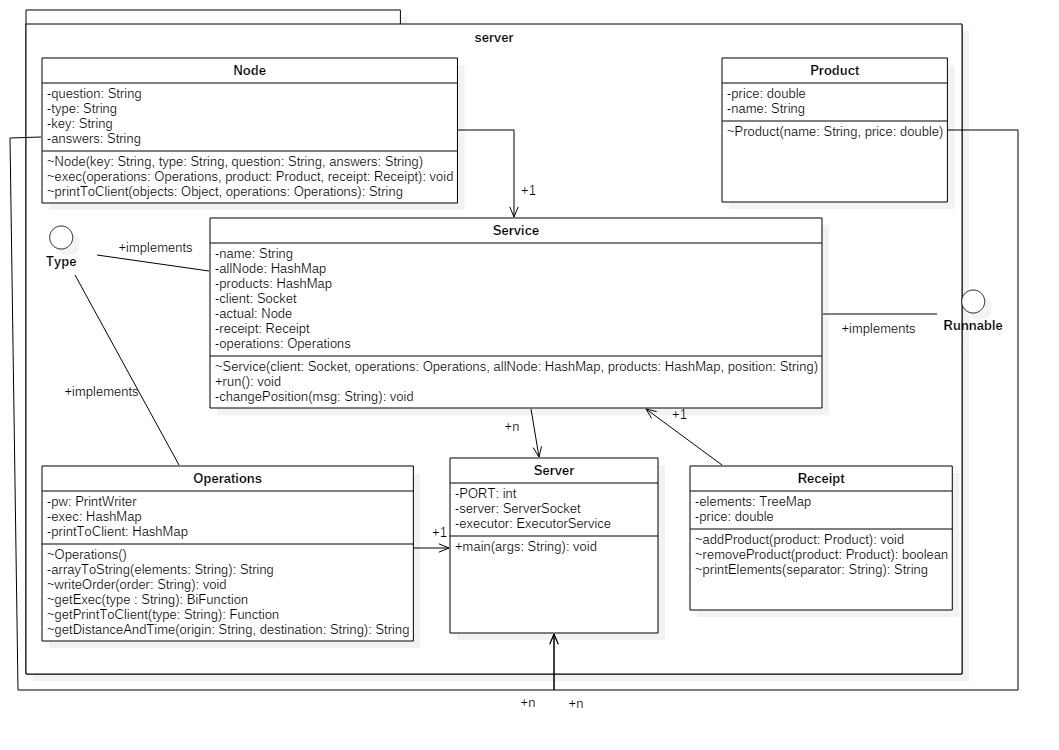 server
Node
-question: String
-type: String
-key: String
-answers: String
~Node(key: String, type: String, question: String, answers: String)
~exec(operations: Operations, product: Product, receipt: Receipt): void
~printToClient(objects: Object, operations: Operations): String
Product
-price: double
-name: String
~Product(name: String, price: double)
+1
Type
+implements
Service
-name: String
-allNode: HashMap
-products: HashMap
-client: Socket
-actual: Node
-receipt: Receipt
-operations: Operations
~Service(client: Socket, operations: Operations, allNode: HashMap, products: HashMap, position: String)
+run(): void
-changePosition(msg: String): void
+implements
Runnable
+implements
+n
+1
Operations
-pw: PrintWriter
-exec: HashMap
-printToClient: HashMap
~Operations()
-arrayToString(elements: String): String
~writeOrder(order: String): void
~getExec(type : String): BiFunction
~getPrintToClient(type: String): Function
~getDistanceAndTime(origin: String, destination: String): String
+1
Server
-PORT: int
-server: ServerSocket
-executor: ExecutorService
+main(args: String): void
Receipt
-elements: TreeMap
-price: double
~addProduct(product: Product): void
~removeProduct(product: Product): boolean
~printElements(separator: String): String
+n
+n